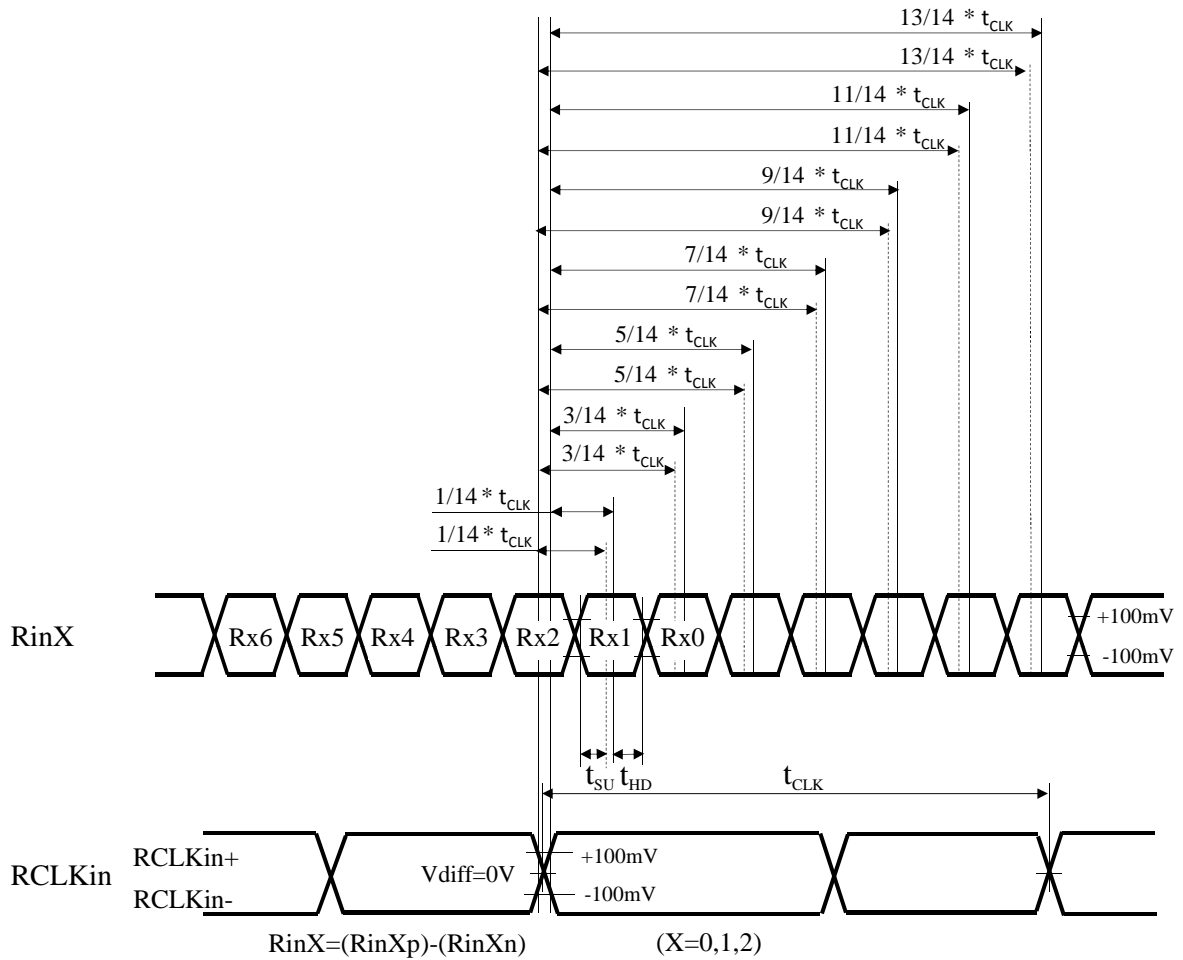 13/14 * tCLK
13/14 * tCLK
11/14 * tCLK
11/14 * tCLK
9/14 * tCLK
9/14 * tCLK
7/14 * tCLK
7/14 * tCLK
5/14 * tCLK
5/14 * tCLK
3/14 * tCLK
3/14 * tCLK
1/14 * tCLK
1/14 * tCLK
RinX Rx6 Rx5 Rx4 Rx3 Rx2 Rx1 Rx0 +100mV
-100mV
tSU tHD tCLK
RCLKin RCLKin+ +100mV
Vdiff=0V
RCLKin- -100mV
RinX=(RinXp)-(RinXn) (X=0,1,2)